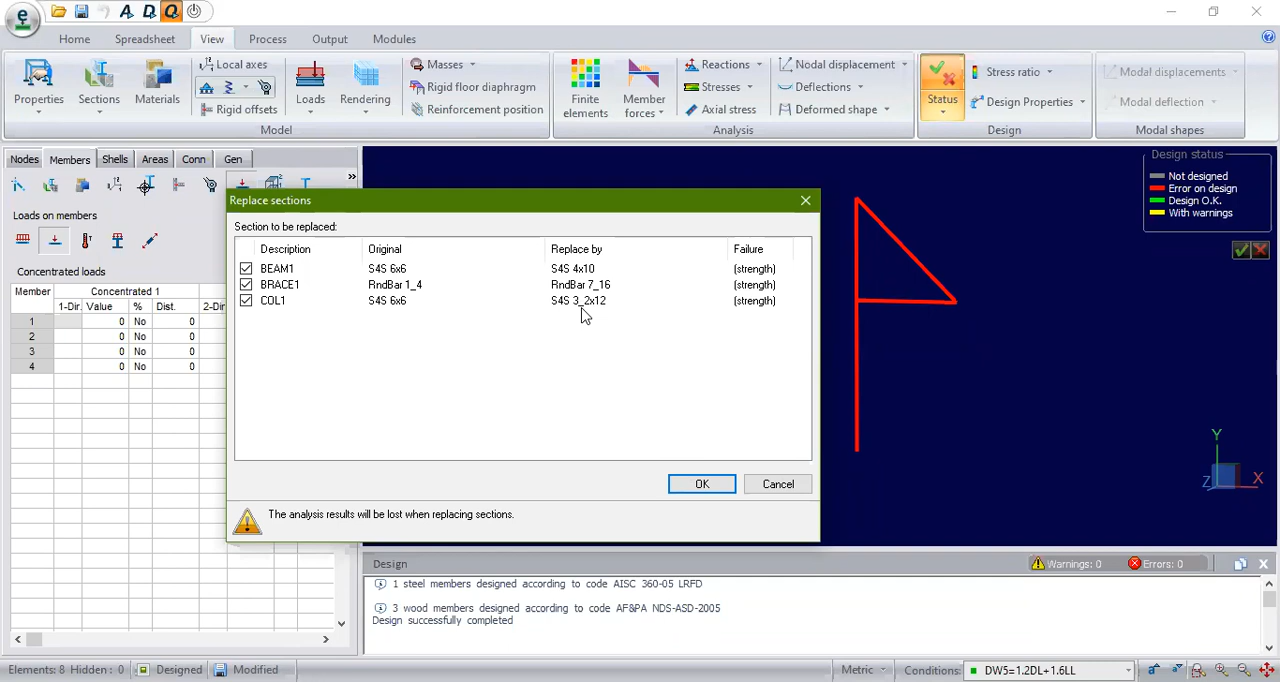 Home Spreadsheet View Process Output Modules
Properties Sections Materials Local axes Rigid offsets Loads Rendering Masses Rigid floor diaphragm Reinforcement position
Model
Finite elements Member forces Reactions Stresses Axial stress Nodal displacement Deflections Deformed shape
Analysis
Status Stress ratio Design Properties
Design
Modal displacements Modal deflection
Modal shapes
Nodes Members Shells Areas Conn Gen
Loads on members
Concentrated loads
Member Concentrated 1
1-Dir. Value % Dist. 2-Dir
1 0 No 0
2 0 No 0
3 0 No 0
4 0 No 0
Replace sections
Section to be replaced:
Description Original Replace by Failure
BEAM1 S4S 6x6 S4S 4x10 (strength)
BRACE1 RndBar 1_4 RndBar 7_16 (strength)
COL1 S4S 6x6 S4S 3_2x12 (strength)
OK Cancel
The analysis results will be lost when replacing sections.
Design status
Not designed
Error on design
Design O.K.
With warnings
Y
Z X
Design Warnings: 0 Errors: 0
1 steel members designed according to code AISC 360-05 LRFD
3 wood members designed according to code AF&PA NDS-ASD-2005
Design successfully completed
Elements: 8 Hidden : 0 Designed Modified Metric Conditions: DW5=1.2DL+1.6LL